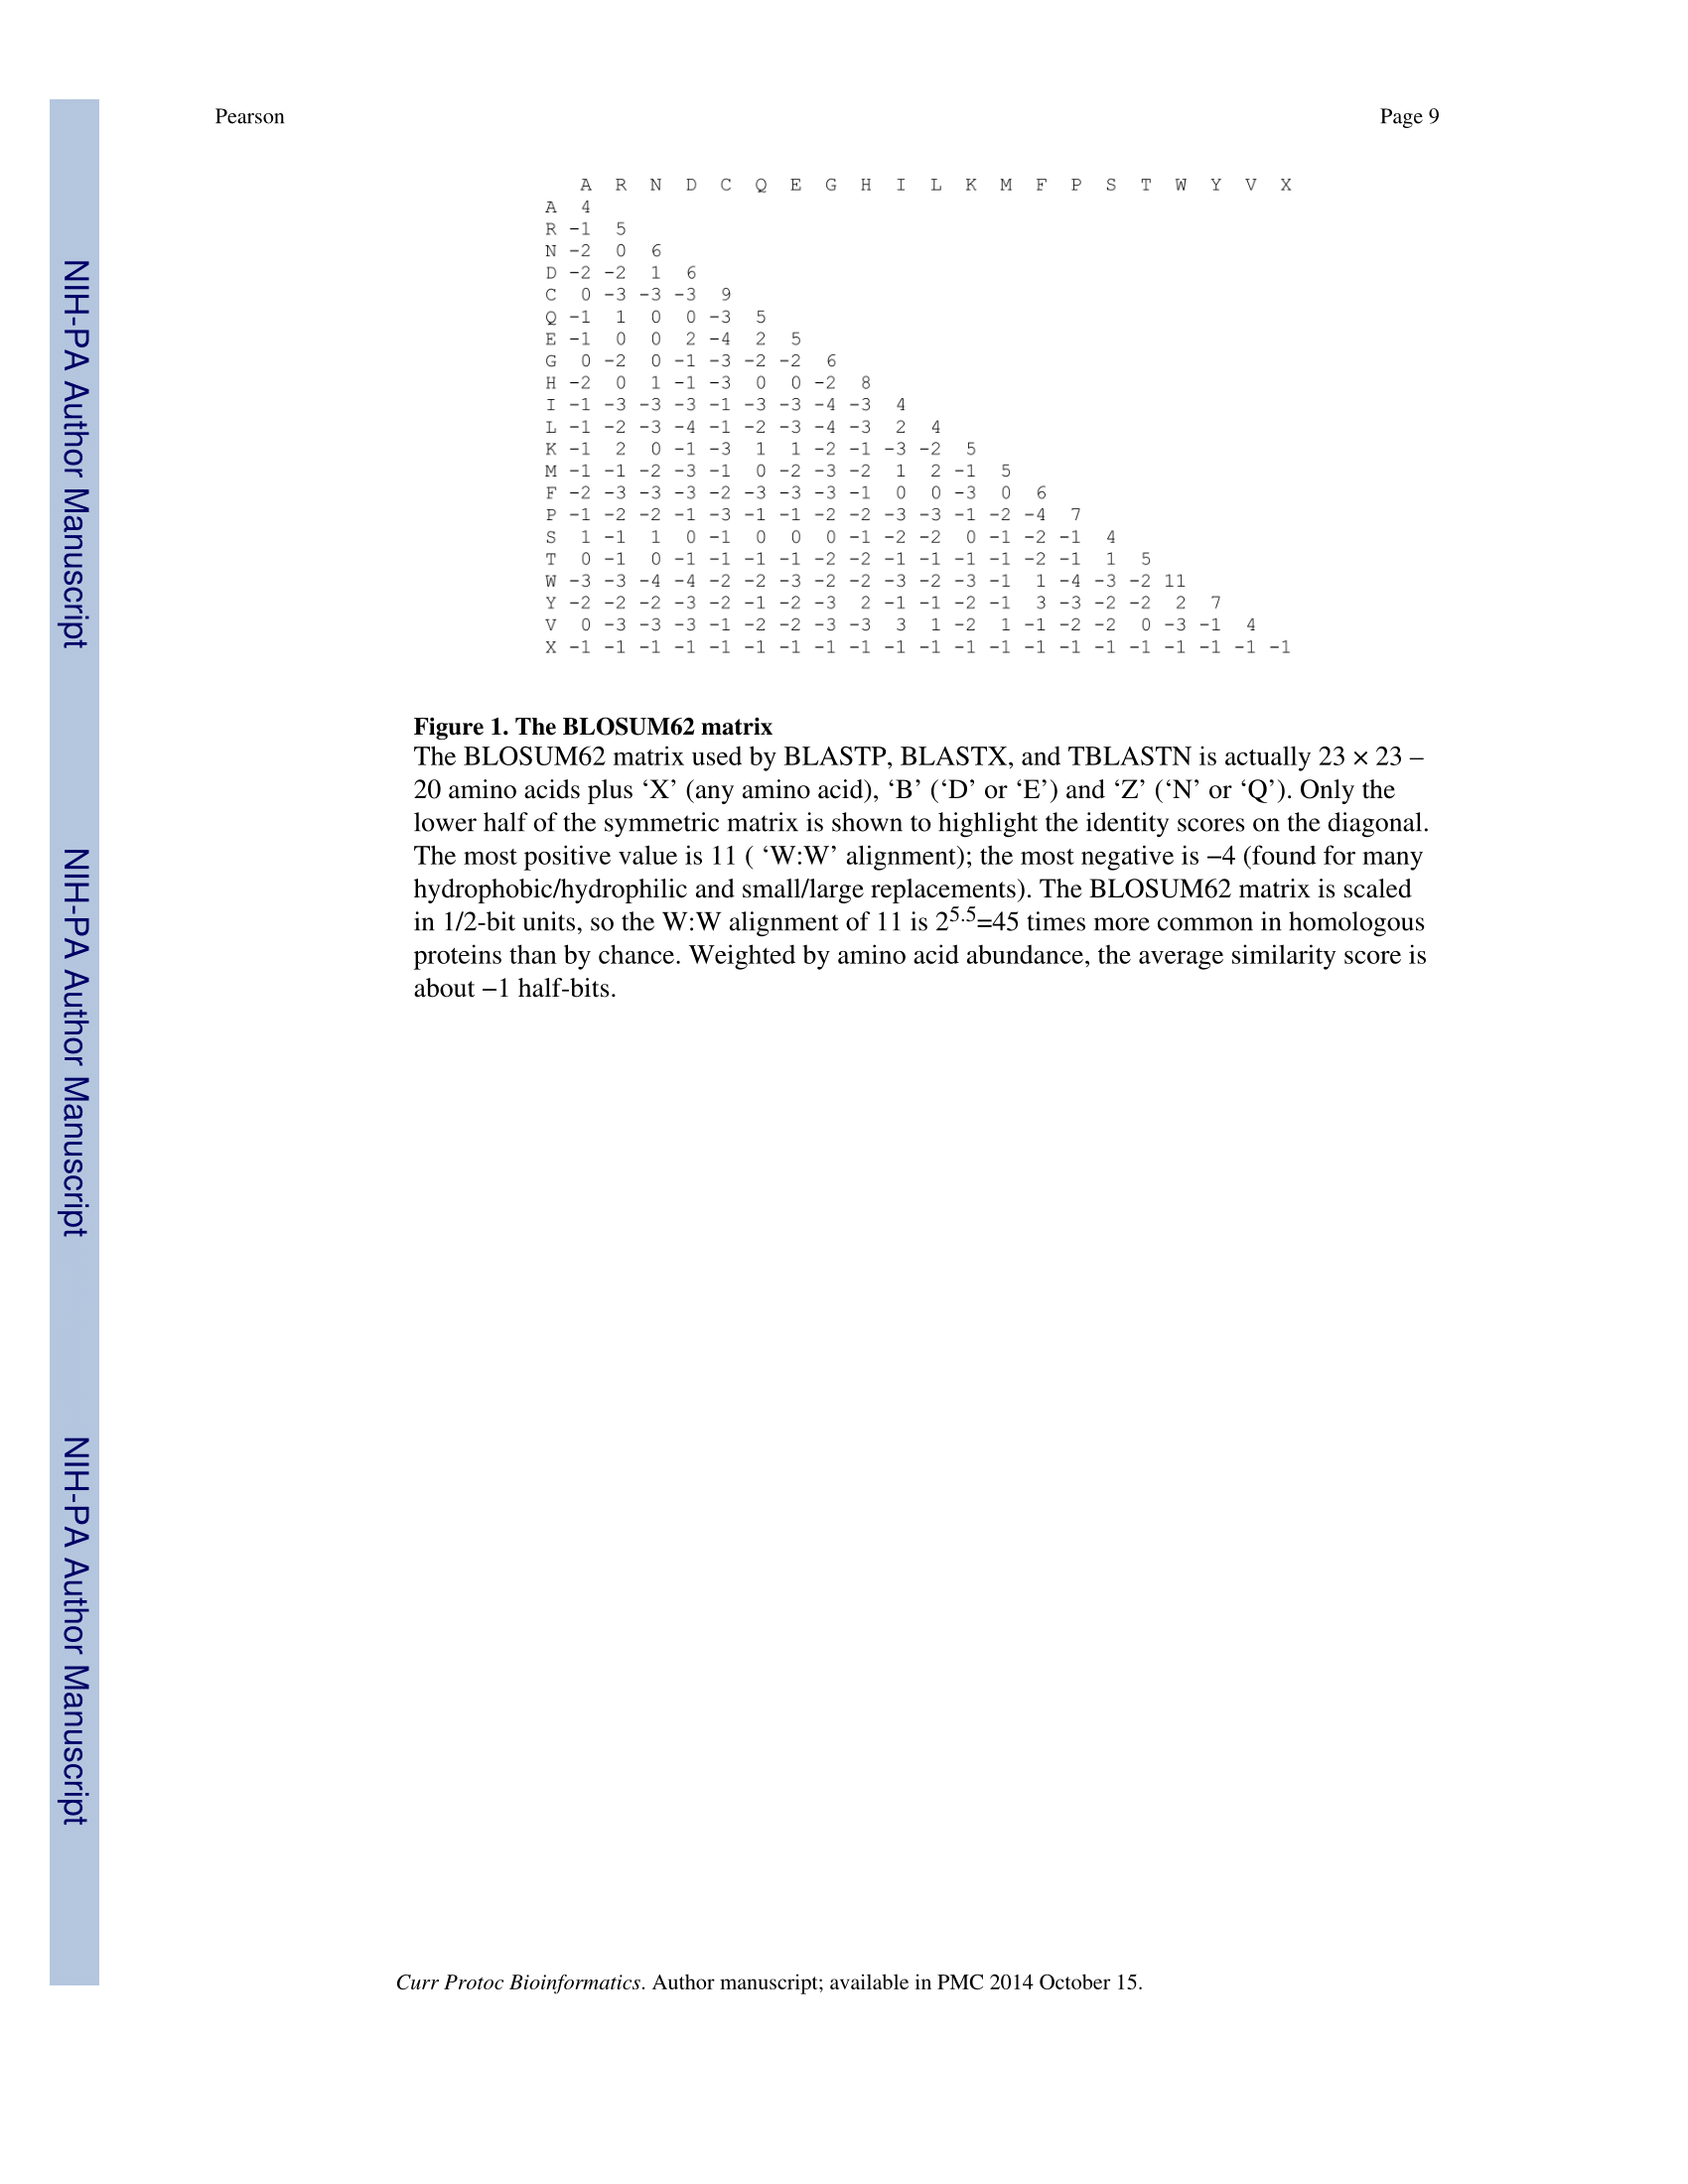 Pearson Page 9
A R N D C Q E G H I L K M F P S T W Y V X
A 4
R -1 5
N -2 0 6
D -2 -2 1 6
C 0 -3 -3 -3 9
Q -1 1 0 0 -3 5
E -1 0 0 2 -4 2 5
G 0 -2 0 -1 -3 -2 -2 6
H -2 0 1 -1 -3 0 0 -2 8
I -1 -3 -3 -3 -1 -3 -3 -4 -3 4
L -1 -2 -3 -4 -1 -2 -3 -4 -3 2 4
K -1 2 0 -1 -3 1 1 -2 -1 -3 -2 5
M -1 -1 -2 -3 -1 0 -2 -3 -2 1 2 -1 5
F -2 -3 -3 -3 -2 -3 -3 -3 -1 0 0 -3 0 6
P -1 -2 -2 -1 -3 -1 -1 -2 -2 -3 -3 -1 -2 -4 7
S 1 -1 1 0 -1 0 0 0 -1 -2 -2 0 -1 -2 -1 4
T 0 -1 0 -1 -1 -1 -1 -2 -2 -1 -1 -1 -1 -2 -1 1 5
W -3 -3 -4 -4 -2 -2 -3 -2 -2 -3 -2 -3 -1 1 -4 -3 -2 11
Y -2 -2 -2 -3 -2 -1 -2 -3 2 -1 -1 -2 -1 3 -3 -2 -2 2 7
V 0 -3 -3 -3 -1 -2 -2 -3 -3 3 1 -2 1 -1 -2 -2 0 -3 -1 4
X -1 -1 -1 -1 -1 -1 -1 -1 -1 -1 -1 -1 -1 -1 -1 -1 -1 -1 -1 -1 -1
Figure 1. The BLOSUM62 matrix
The BLOSUM62 matrix used by BLASTP, BLASTX, and TBLASTN is actually 23 × 23 –
20 amino acids plus ‘X’ (any amino acid), ‘B’ (‘D’ or ‘E’) and ‘Z’ (‘N’ or ‘Q’). Only the
lower half of the symmetric matrix is shown to highlight the identity scores on the diagonal.
The most positive value is 11 ( ‘W:W’ alignment); the most negative is −4 (found for many
hydrophobic/hydrophilic and small/large replacements). The BLOSUM62 matrix is scaled
in 1/2-bit units, so the W:W alignment of 11 is 2^5.5=45 times more common in homologous
proteins than by chance. Weighted by amino acid abundance, the average similarity score is
about −1 half-bits.
Curr Protoc Bioinformatics. Author manuscript; available in PMC 2014 October 15.
NIH-PA Author Manuscript
NIH-PA Author Manuscript
NIH-PA Author Manuscript